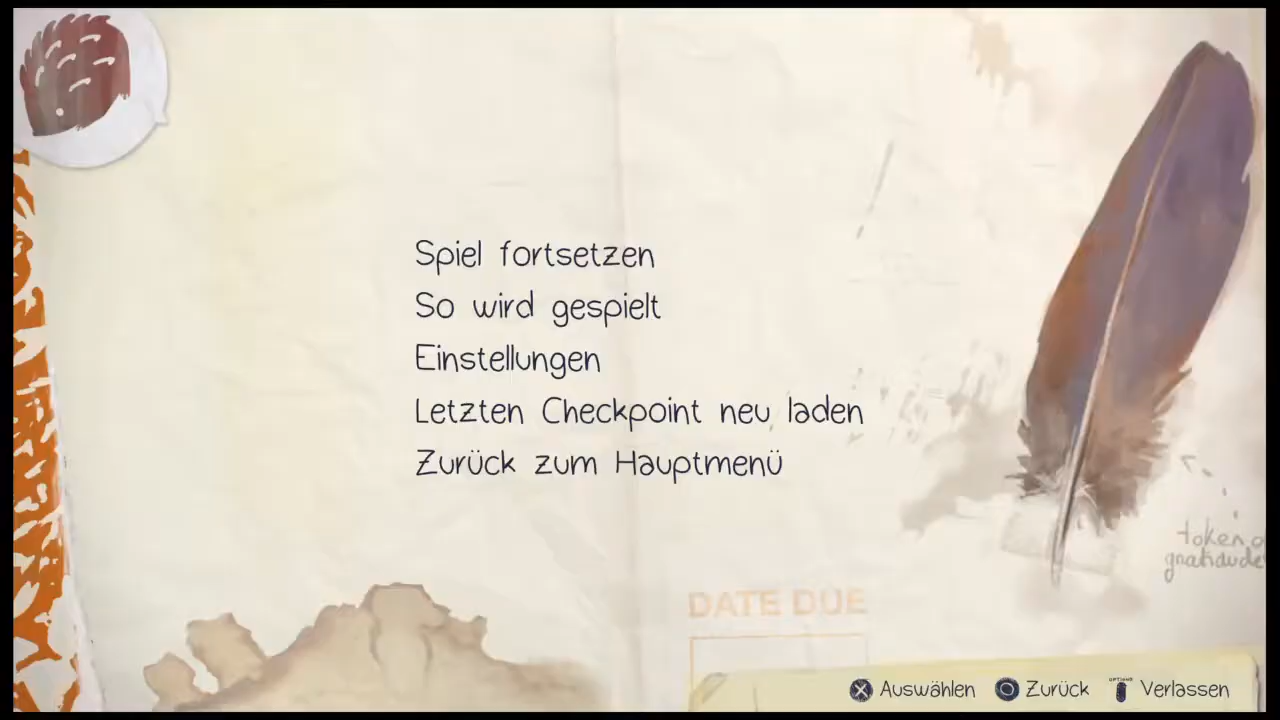 Spiel fortsetzen
So wird gespielt
Einstellungen
Letzten Checkpoint neu laden
Zurück zum Hauptmenü
token
DATE DUE
OPTIONS
Auswählen Zurück Verlassen